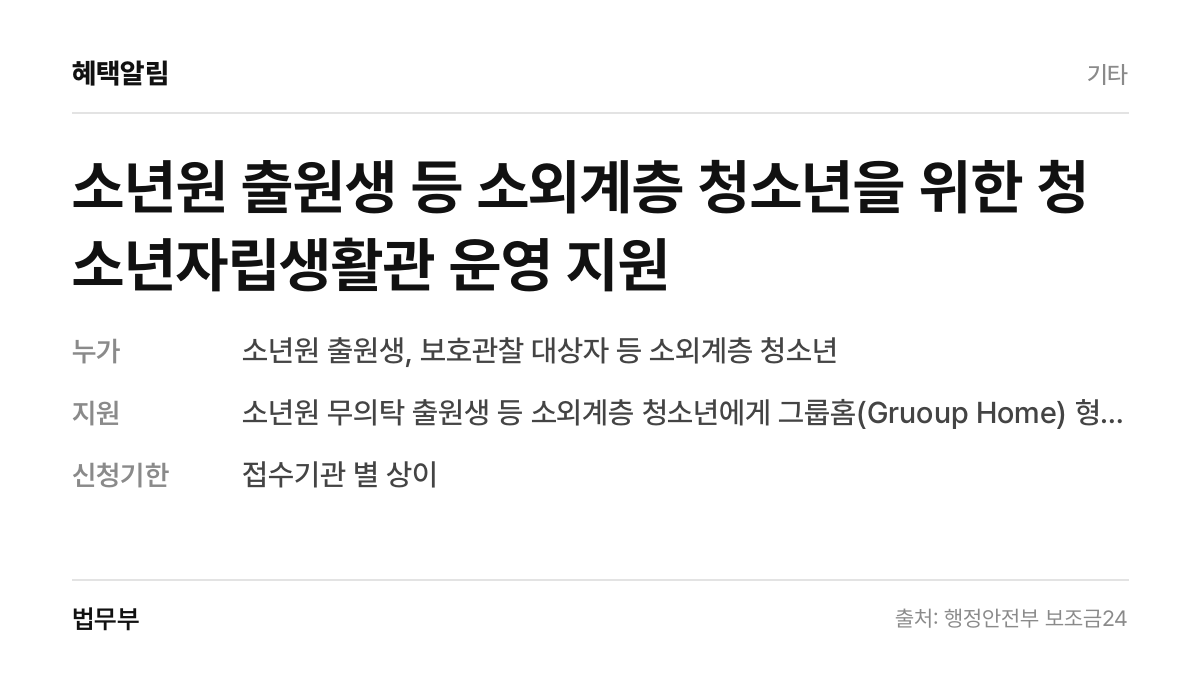 혜택알림
기타
소년원 출원생 등 소외계층 청소년을 위한 청
소년자립생활관 운영 지원
누가 소년원 출원생, 보호관찰 대상자 등 소외계층 청소년
지원 소년원 무의탁 출원생 등 소외계층 청소년에게 그룹홈(Gruoup Home) 형...
신청기한 접수기관 별 상이
법무부
출처: 행정안전부 보조금24